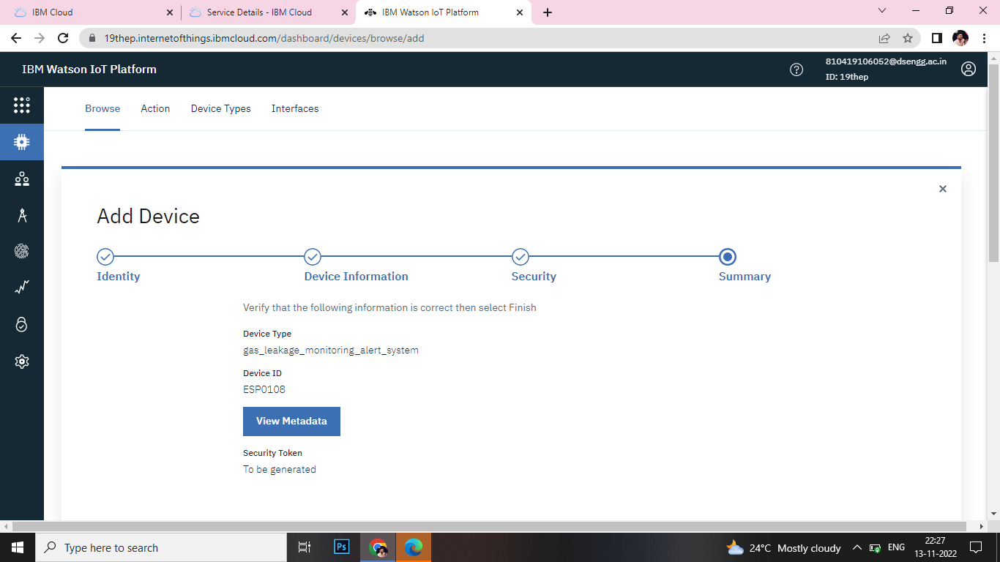 IBM Cloud
Service Details - IBM Cloud
IBM Watson IoT Platform
19thep.internetofthings.ibmcloud.com/dashboard/devices/browse/add
IBM Watson IoT Platform
810419106052@dsengg.ac.in
ID: 19thep
Browse Action Device Types Interfaces
Add Device
Identity Device Information Security Summary
Verify that the following information is correct then select Finish
Device Type
gas_leakage_monitoring_alert_system
Device ID
ESP0108
View Metadata
Security Token
To be generated
Type here to search
Ps
24°C Mostly cloudy
ENG
22:27
13-11-2022